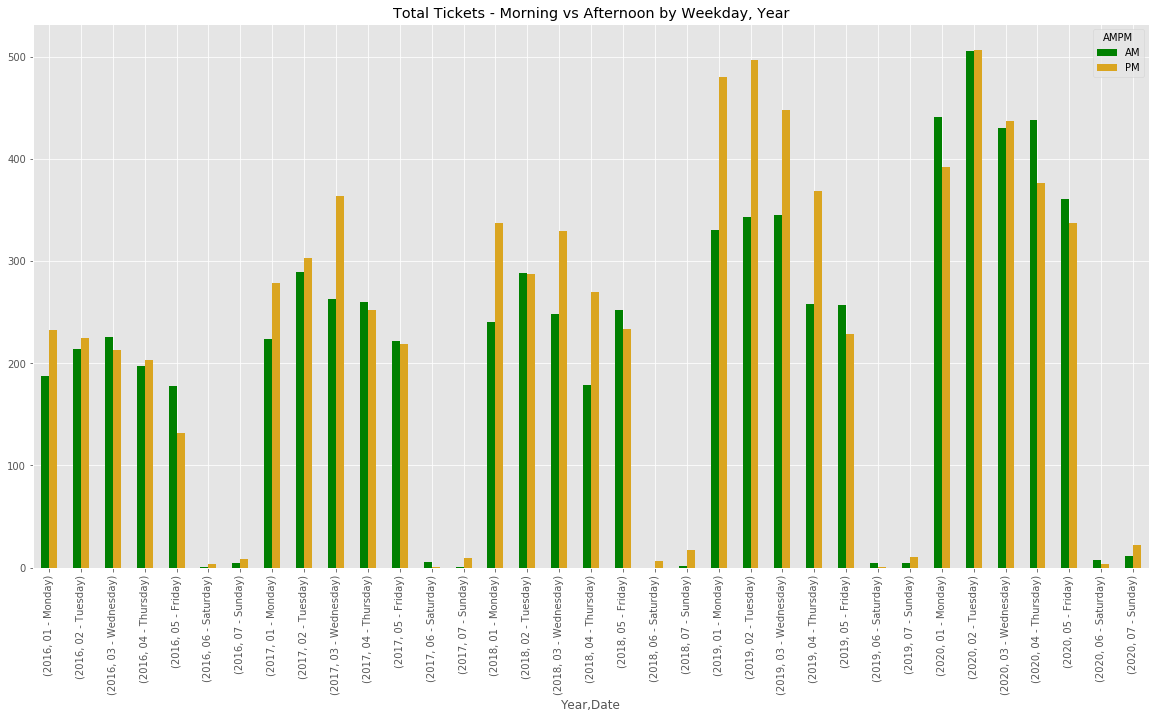 Total Tickets - Morning vs Afternoon by Weekday, Year
AMPM
AM
PM
500
400
300
200
100
0
(2016, 01 - Monday)
(2016, 02 - Tuesday)
(2016, 03 - Wednesday)
(2016, 04 - Thursday)
(2016, 05 - Friday)
(2016, 06 - Saturday)
(2016, 07 - Sunday)
(2017, 01 - Monday)
(2017, 02 - Tuesday)
(2017, 03 - Wednesday)
(2017, 04 - Thursday)
(2017, 05 - Friday)
(2017, 06 - Saturday)
(2017, 07 - Sunday)
(2018, 01 - Monday)
(2018, 02 - Tuesday)
(2018, 03 - Wednesday)
(2018, 04 - Thursday)
(2018, 05 - Friday)
(2018, 06 - Saturday)
(2018, 07 - Sunday)
(2019, 01 - Monday)
(2019, 02 - Tuesday)
(2019, 03 - Wednesday)
(2019, 04 - Thursday)
(2019, 05 - Friday)
(2019, 06 - Saturday)
(2019, 07 - Sunday)
(2020, 01 - Monday)
(2020, 02 - Tuesday)
(2020, 03 - Wednesday)
(2020, 04 - Thursday)
(2020, 05 - Friday)
(2020, 06 - Saturday)
(2020, 07 - Sunday)
Year,Date